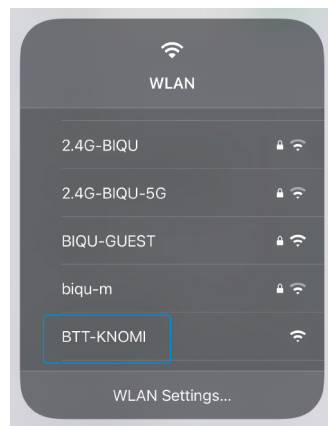 WLAN
2.4G-BIQU
2.4G-BIQU-5G
BIQU-GUEST
biqu-m
BTT-KNOMI
WLAN Settings...